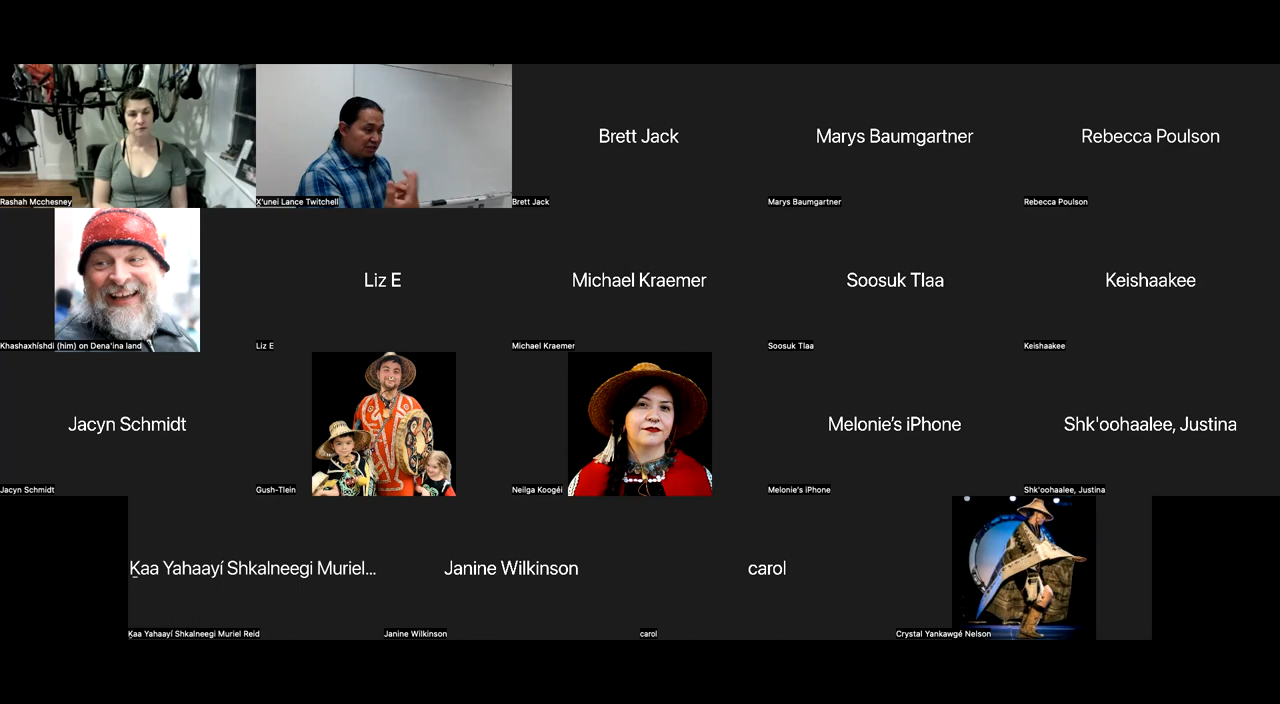 Brett Jack
Marys Baumgartner
Rebecca Poulson
Rashah Mcchesney
X'unei Lance Twitchell
Brett Jack
Marys Baumgartner
Rebecca Poulson
Liz E
Michael Kraemer
Soosuk Tlaa
Keishaakee
Khashaxhíshdi (him) on Dena'ina land
Liz E
Michael Kraemer
Soosuk Tlaa
Keishaakee
Jacyn Schmidt
Melonie’s iPhone
Shk'oohaalee, Justina
Jacyn Schmidt
Gush-Tlein
Neilga Koogéi
Melonie’s iPhone
Shk'oohaalee, Justina
Ḵaa Yahaayí Shkalneegi Muriel...
Janine Wilkinson
carol
Ḵaa Yahaayí Shkalneegi Muriel Reid
Janine Wilkinson
carol
Crystal Yankawgé Nelson